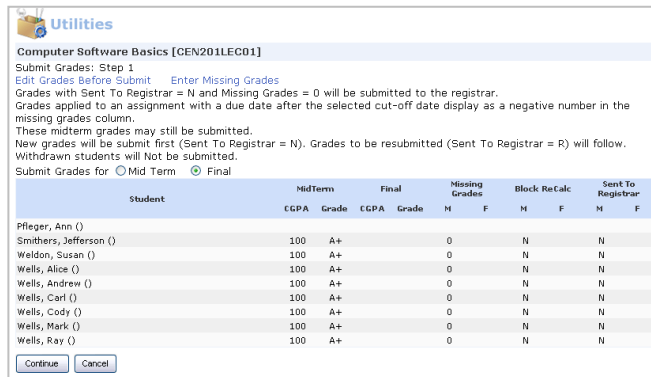 Utilities
Computer Software Basics [CEN201LEC01]
Submit Grades: Step 1
Edit Grades Before Submit Enter Missing Grades
Grades with Sent To Registrar = N and Missing Grades = 0 will be submitted to the registrar.
Grades applied to an assignment with a due date after the selected cut-off date display as a negative number in the
missing grades column.
These midterm grades may still be submitted.
New grades will be submit first (Sent To Registrar = N). Grades to be resubmitted (Sent To Registrar = R) will follow.
Withdrawn students will Not be submitted.
Submit Grades for Mid Term Final
Student MidTerm Final Missing Grades Block ReCalc Sent To Registrar
CGPA Grade CGPA Grade M F M F M F
Pfleger, Ann ()
Smithers, Jefferson () 100 A+ 0 N N
Weldon, Susan () 100 A+ 0 N N
Wells, Alice () 100 A+ 0 N N
Wells, Andrew () 100 A+ 0 N N
Wells, Carl () 100 A+ 0 N N
Wells, Cody () 100 A+ 0 N N
Wells, Mark () 100 A+ 0 N N
Wells, Ray () 100 A+ 0 N N
Continue Cancel